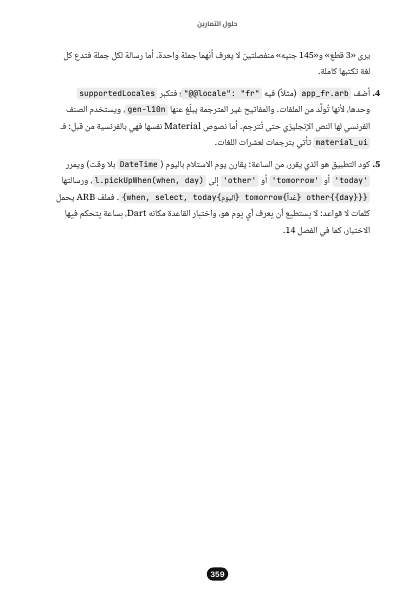 حلول التمارين
يرى «3 قطع» و«145 جنيه» منفصلتين لا يعرف أنهما جملة واحدة. أما رسالة لكل جملة فتدع كل
لغة تكتبها كاملة.
4. أضف app_fr.arb (مثلاً) فيه "@@locale": "fr" ؛ فتكبر supportedLocales
وحدها، لأنها تُولَّد من الملفات. والمفاتيح غير المترجمة يبلّغ عنها gen-l10n، ويستخدم الصنف
الفرنسي لها النص الإنجليزي حتى تُترجم. أما نصوص Material نفسها فهي بالفرنسية من قبل: فـ
material_ui تأتي بترجمات لعشرات اللغات.
5. كود التطبيق هو الذي يقرر، من الساعة: يقارن يوم الاستلام باليوم ( DateTime بلا وقت) ويمرر
'today' أو 'tomorrow' أو 'other' إلى l.pickUpWhen(when, day) ، ورسالتها
{when, select, today{اليوم} tomorrow{غداً} other{{day}}} . فملف ARB يحمل
كلمات لا قواعد: لا يستطيع أن يعرف أي يوم هو، واختبار القاعدة مكانه Dart، بساعة يتحكم فيها
الاختبار، كما في الفصل 14.
359